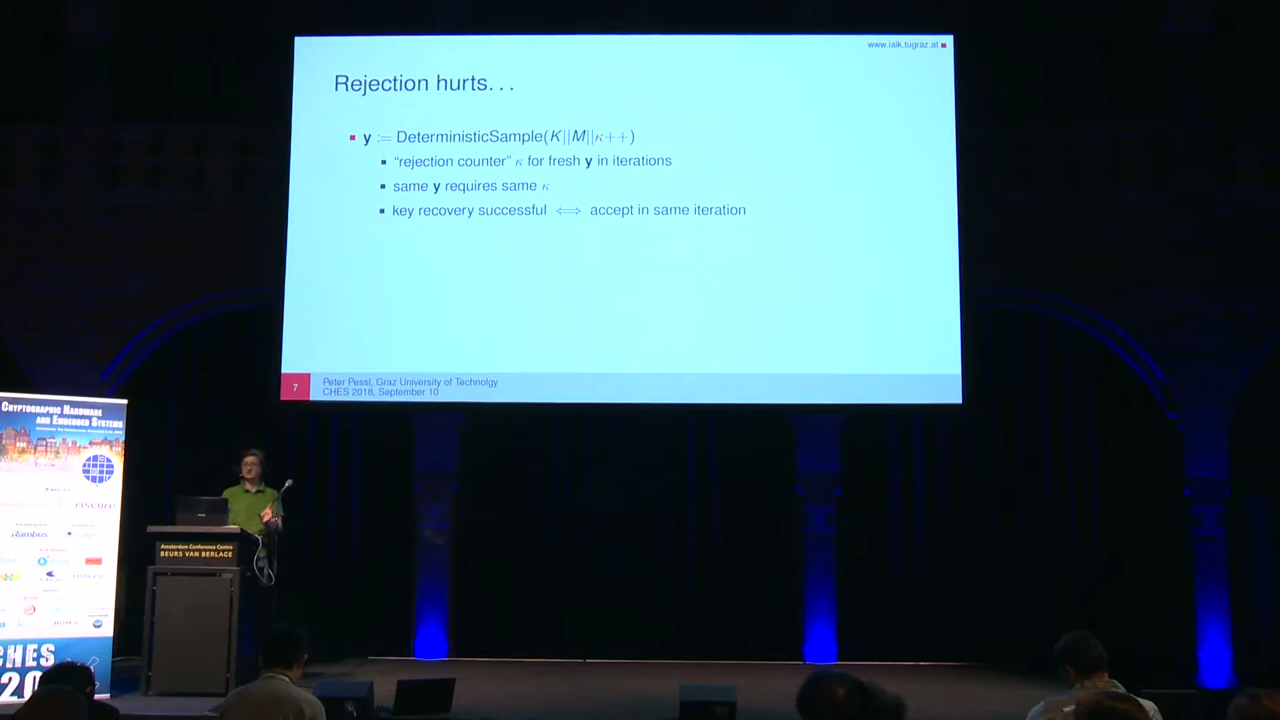 www.iaik.tugraz.at
Rejection hurts...
y := DeterministicSample(K||M||κ++)
"rejection counter" κ for fresh y in iterations
same y requires same κ
key recovery successful ⟺ accept in same iteration
7
Peter Pessl, Graz University of Technolgy
CHES 2018, September 10
CRYPTOGRAPHIC HARDWARE
AND EMBEDDED SYSTEMS
riscure
Rambus
Amsterdam Conference Centre
BEURS VAN BERLAGE
CHES